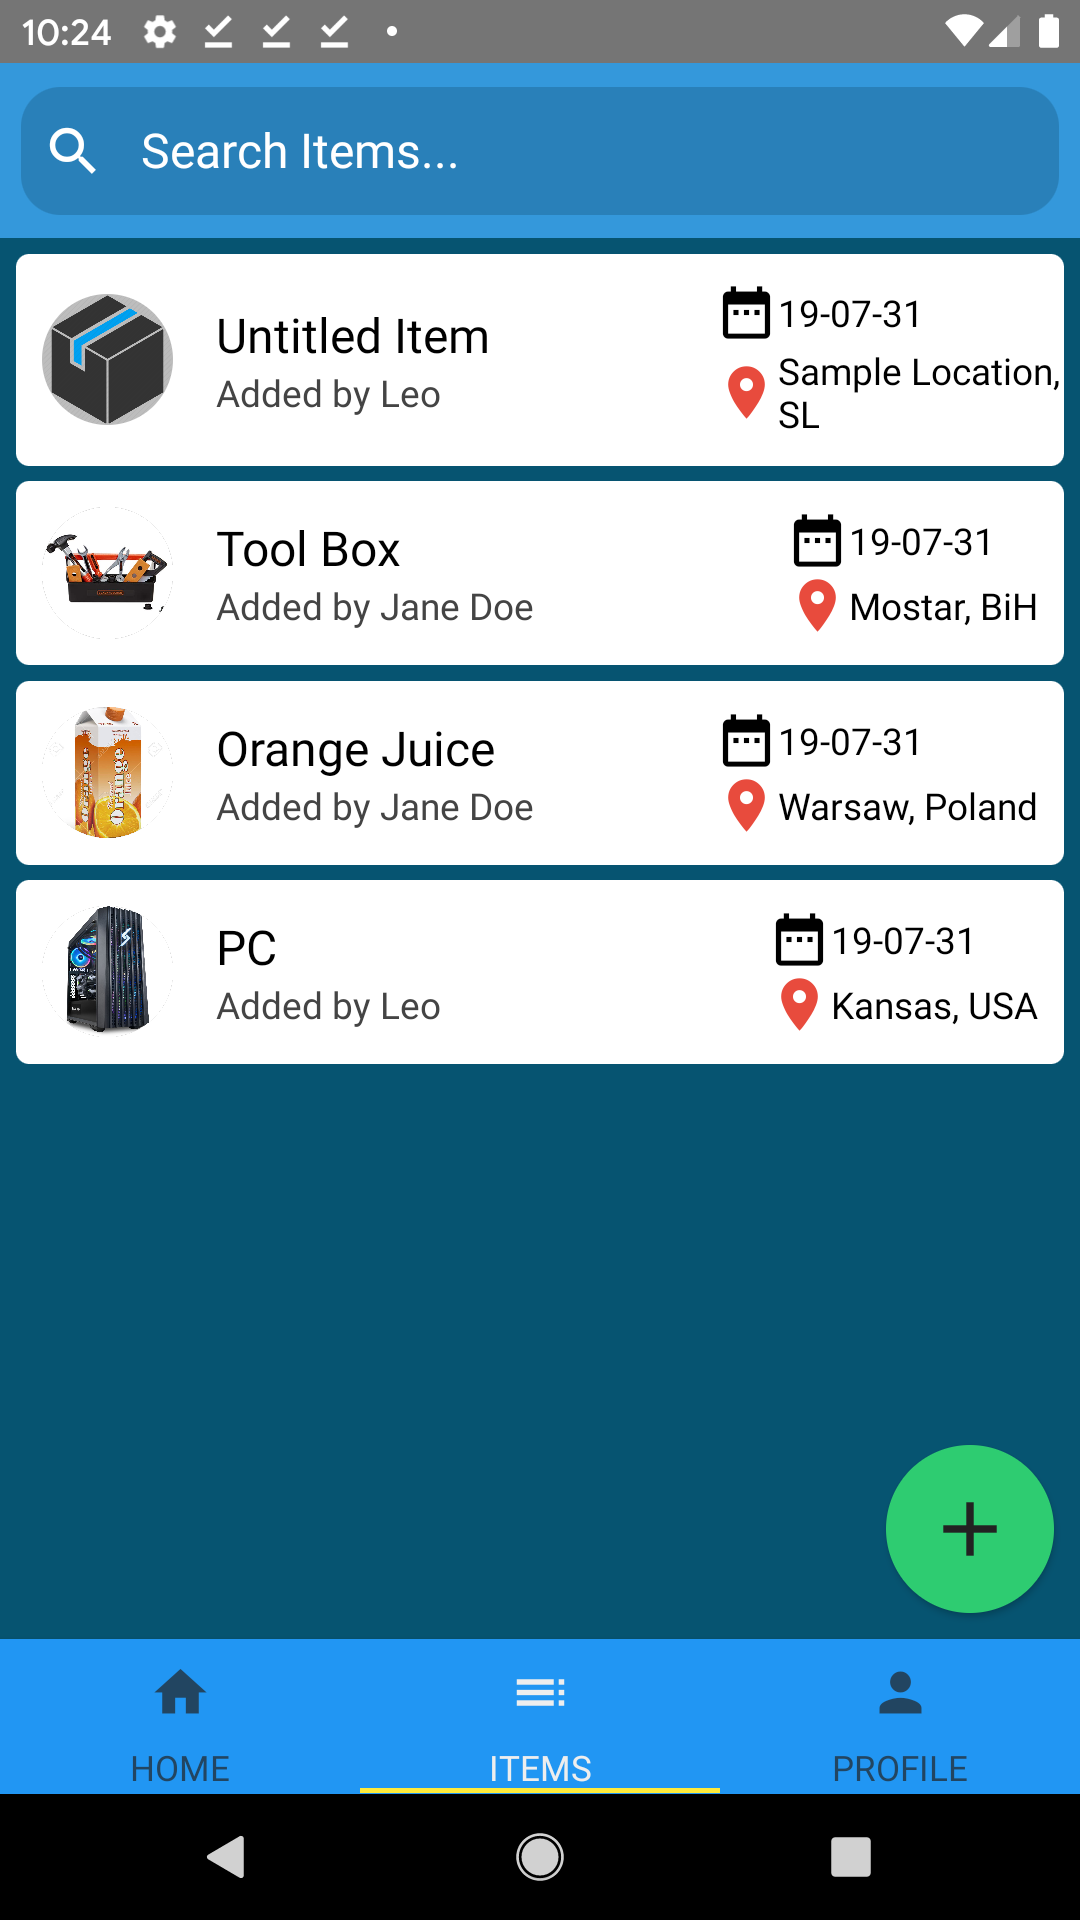 10:24
Search Items...
Untitled Item
Added by Leo
19-07-31
Sample Location,
SL
Tool Box
Added by Jane Doe
19-07-31
Mostar, BiH
Orange Juice
Added by Jane Doe
19-07-31
Warsaw, Poland
Orange
Orange
PC
Added by Leo
19-07-31
Kansas, USA
HOME
ITEMS
PROFILE